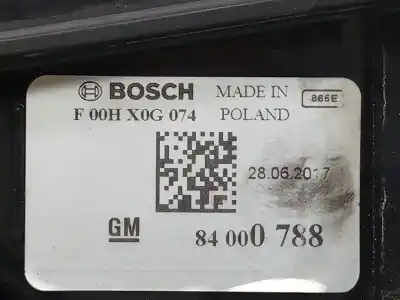 BOSCH MADE IN 865E
F 00H X0G 074 POLAND
28.06.2017
GM 84 000 788